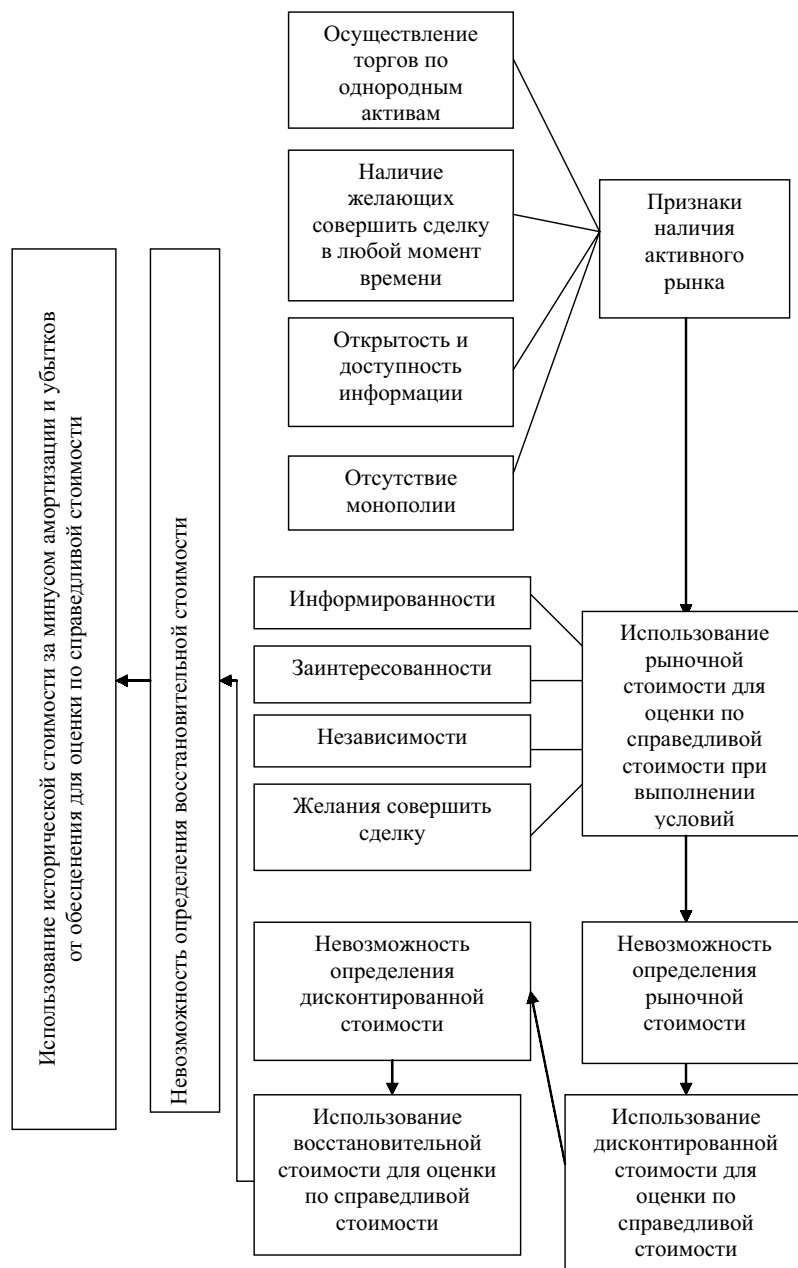 Осуществление
торгов по
однородным
активам
Наличие
желающих
совершить сделку
в любой момент
времени
Признаки
наличия
активного
рынка
Открытость и
доступность
информации
Отсутствие
монополии
Информированности
Заинтересованности
Независимости
Желания совершить
сделку
Использование
рыночной
стоимости для
оценки по
справедливой
стоимости при
выполнении
условий
Невозможность
определения
рыночной
стоимости
Использование
дисконтированной
стоимости для
оценки по
справедливой
стоимости
Невозможность
определения
дисконтированной
стоимости
Использование
восстановительной
стоимости для оценки
по справедливой
стоимости
Невозможность определения восстановительной стоимости
Использование исторической стоимости за минусом амортизации и убытков
от обесценения для оценки по справедливой стоимости